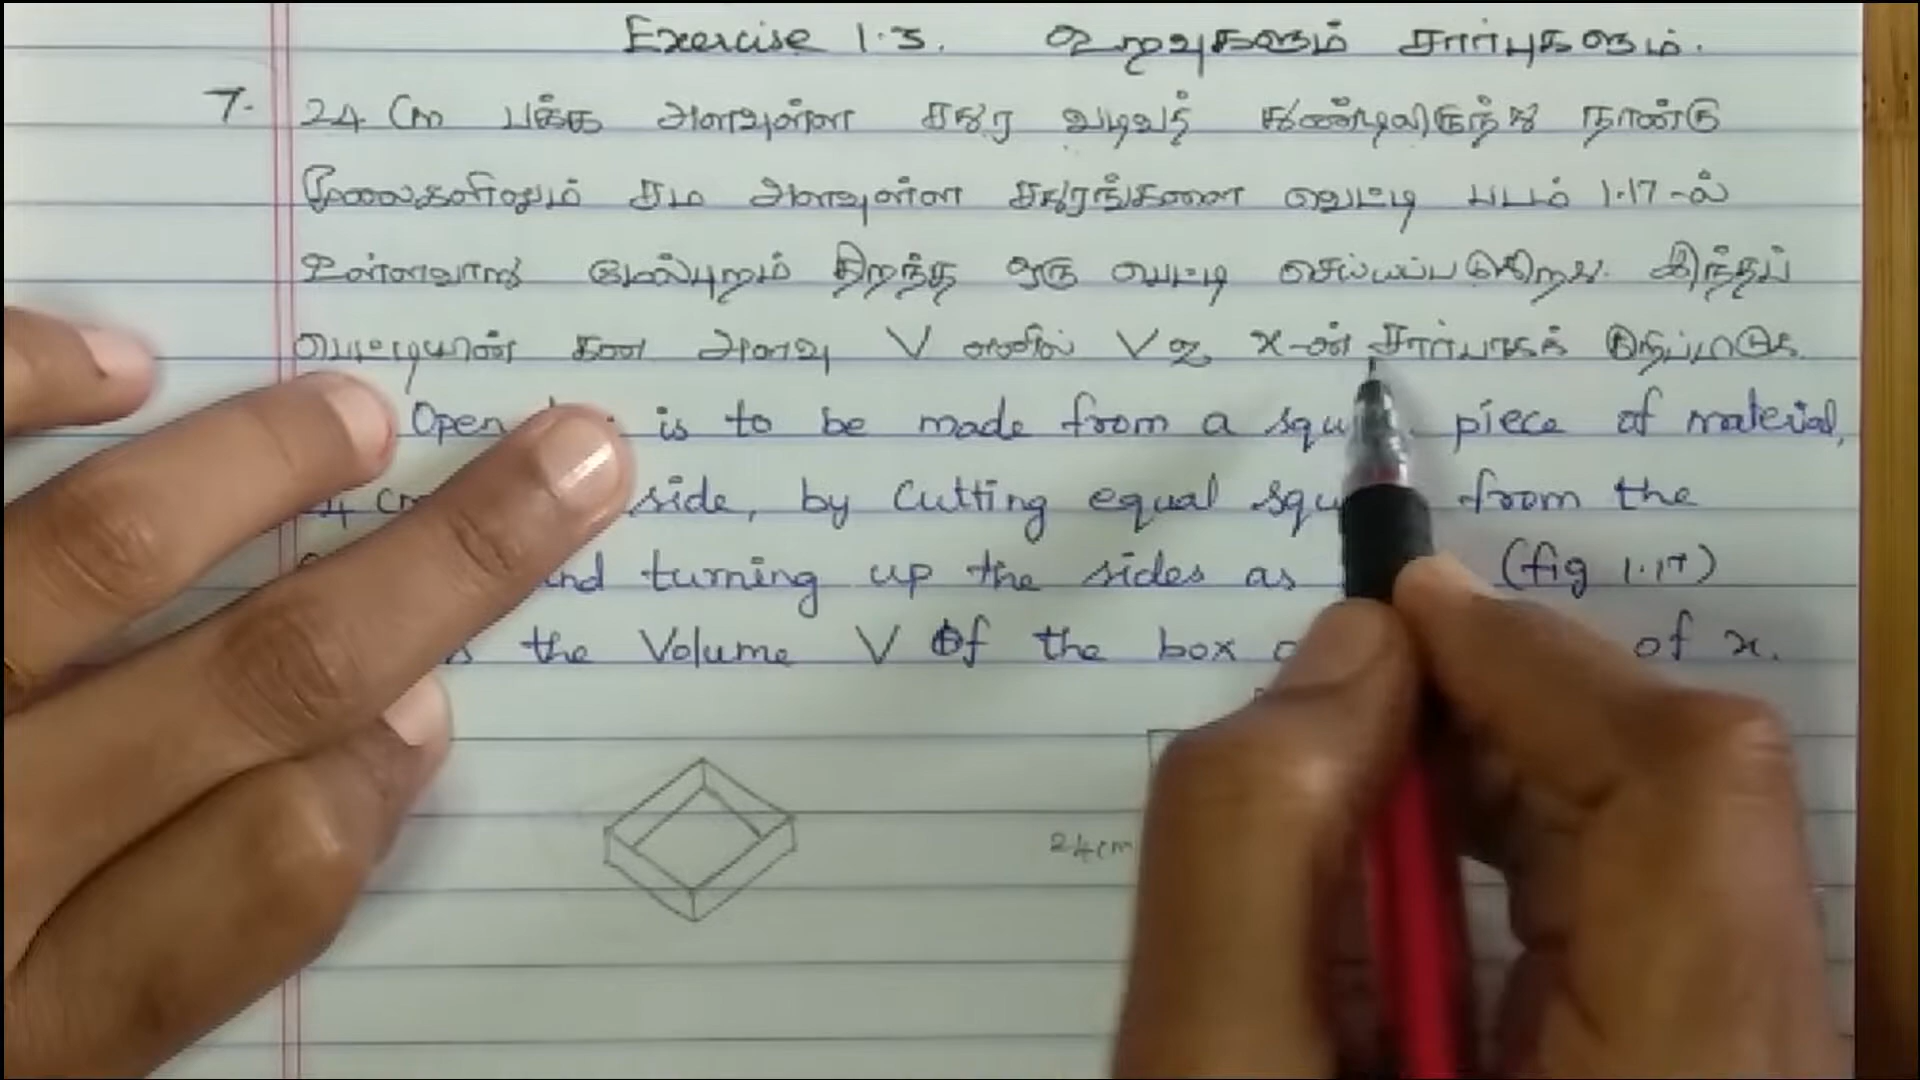 Exercise 1.3. உறவுகளும் சார்புகளும்.
7. 24 Cm பக்க அளவுள்ள சதுர வடிவத் துண்டிலிருந்து நான்கு
மூலைகளிலும் சம அளவுள்ள சதுரங்களை வெட்டி படம் 1.17-ல்
உள்ளவாறு மேல்புறம் திறந்த ஒரு பெட்டி செய்யப்படுகிறது. இந்தப்
பெட்டியின் கன அளவு V எனில் V ஐ x-ன் சார்பாகக் குறிப்பிடுக.
Open is to be made from a piece of material,
side, by Cutting equal from the
turning up the sides as (fig 1.17)
the Volume V of the box of x.
24cm